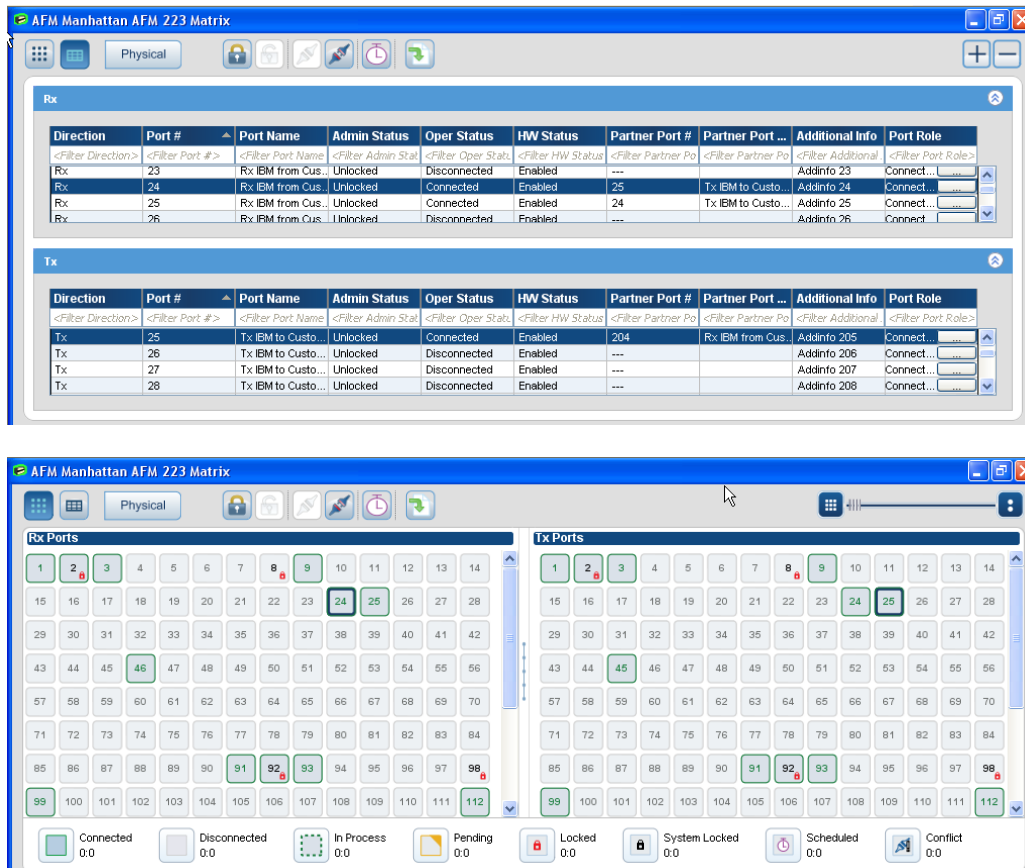 AFM Manhattan AFM 223 Matrix
Physical
Rx
Direction Port # Port Name Admin Status Oper Status HW Status Partner Port # Partner Port ... Additional Info Port Role
<Filter Direction> <Filter Port #> <Filter Port Name <Filter Admin Stat <Filter Oper Statu <Filter HW Status <Filter Partner Po <Filter Partner Po <Filter Additional <Filter Port Role>
Rx 23 Rx IBM from Cus... Unlocked Disconnected Enabled --- Addinfo 23 Connect... ...
Rx 24 Rx IBM from Cus... Unlocked Connected Enabled 25 Tx IBM to Custo... Addinfo 24 Connect... ...
Rx 25 Rx IBM from Cus... Unlocked Connected Enabled 24 Tx IBM to Custo... Addinfo 25 Connect... ...
Rx 26 Rx IBM from Cus... Unlocked Disconnected Enabled --- Addinfo 26 Connect... ...
Tx
Direction Port # Port Name Admin Status Oper Status HW Status Partner Port # Partner Port ... Additional Info Port Role
<Filter Direction> <Filter Port #> <Filter Port Name <Filter Admin Stat <Filter Oper Statu <Filter HW Status <Filter Partner Po <Filter Partner Po <Filter Additional <Filter Port Role>
Tx 25 Tx IBM to Custo... Unlocked Connected Enabled 204 Rx IBM from Cus... Addinfo 205 Connect... ...
Tx 26 Tx IBM to Custo... Unlocked Disconnected Enabled --- Addinfo 206 Connect... ...
Tx 27 Tx IBM to Custo... Unlocked Disconnected Enabled --- Addinfo 207 Connect... ...
Tx 28 Tx IBM to Custo... Unlocked Disconnected Enabled --- Addinfo 208 Connect... ...
AFM Manhattan AFM 223 Matrix
Physical
Rx Ports
1 2 3 4 5 6 7 8 9 10 11 12 13 14
15 16 17 18 19 20 21 22 23 24 25 26 27 28
29 30 31 32 33 34 35 36 37 38 39 40 41 42
43 44 45 46 47 48 49 50 51 52 53 54 55 56
57 58 59 60 61 62 63 64 65 66 67 68 69 70
71 72 73 74 75 76 77 78 79 80 81 82 83 84
85 86 87 88 89 90 91 92 93 94 95 96 97 98
99 100 101 102 103 104 105 106 107 108 109 110 111 112
Tx Ports
1 2 3 4 5 6 7 8 9 10 11 12 13 14
15 16 17 18 19 20 21 22 23 24 25 26 27 28
29 30 31 32 33 34 35 36 37 38 39 40 41 42
43 44 45 46 47 48 49 50 51 52 53 54 55 56
57 58 59 60 61 62 63 64 65 66 67 68 69 70
71 72 73 74 75 76 77 78 79 80 81 82 83 84
85 86 87 88 89 90 91 92 93 94 95 96 97 98
99 100 101 102 103 104 105 106 107 108 109 110 111 112
Connected Disconnected In Process Pending Locked System Locked Scheduled Conflict
0:0 0:0 0:0 0:0 0:0 0:0 0:0 0:0